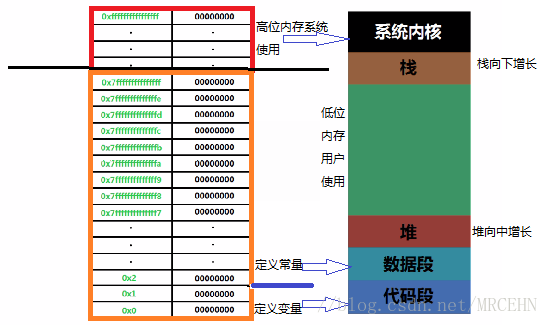 0xffffffffffffffff 00000000
· ·
· ·
高位内存系统
使用
系统内核
栈
栈向下增长
0x7fffffffffffffff 00000000
0x7ffffffffffffffe 00000000
0x7ffffffffffffffd 00000000
0x7ffffffffffffffc 00000000
0x7ffffffffffffffb 00000000
0x7ffffffffffffffa 00000000
0x7ffffffffffffff9 00000000
0x7ffffffffffffff8 00000000
0x7ffffffffffffff7 00000000
· ·
· ·
· ·
0x2 00000000
0x1 00000000
0x0 00000000
低位
内存
用户
使用
堆
堆向中增长
定义常量
数据段
定义变量
代码段
//blog.csdn.net/MRCEHN